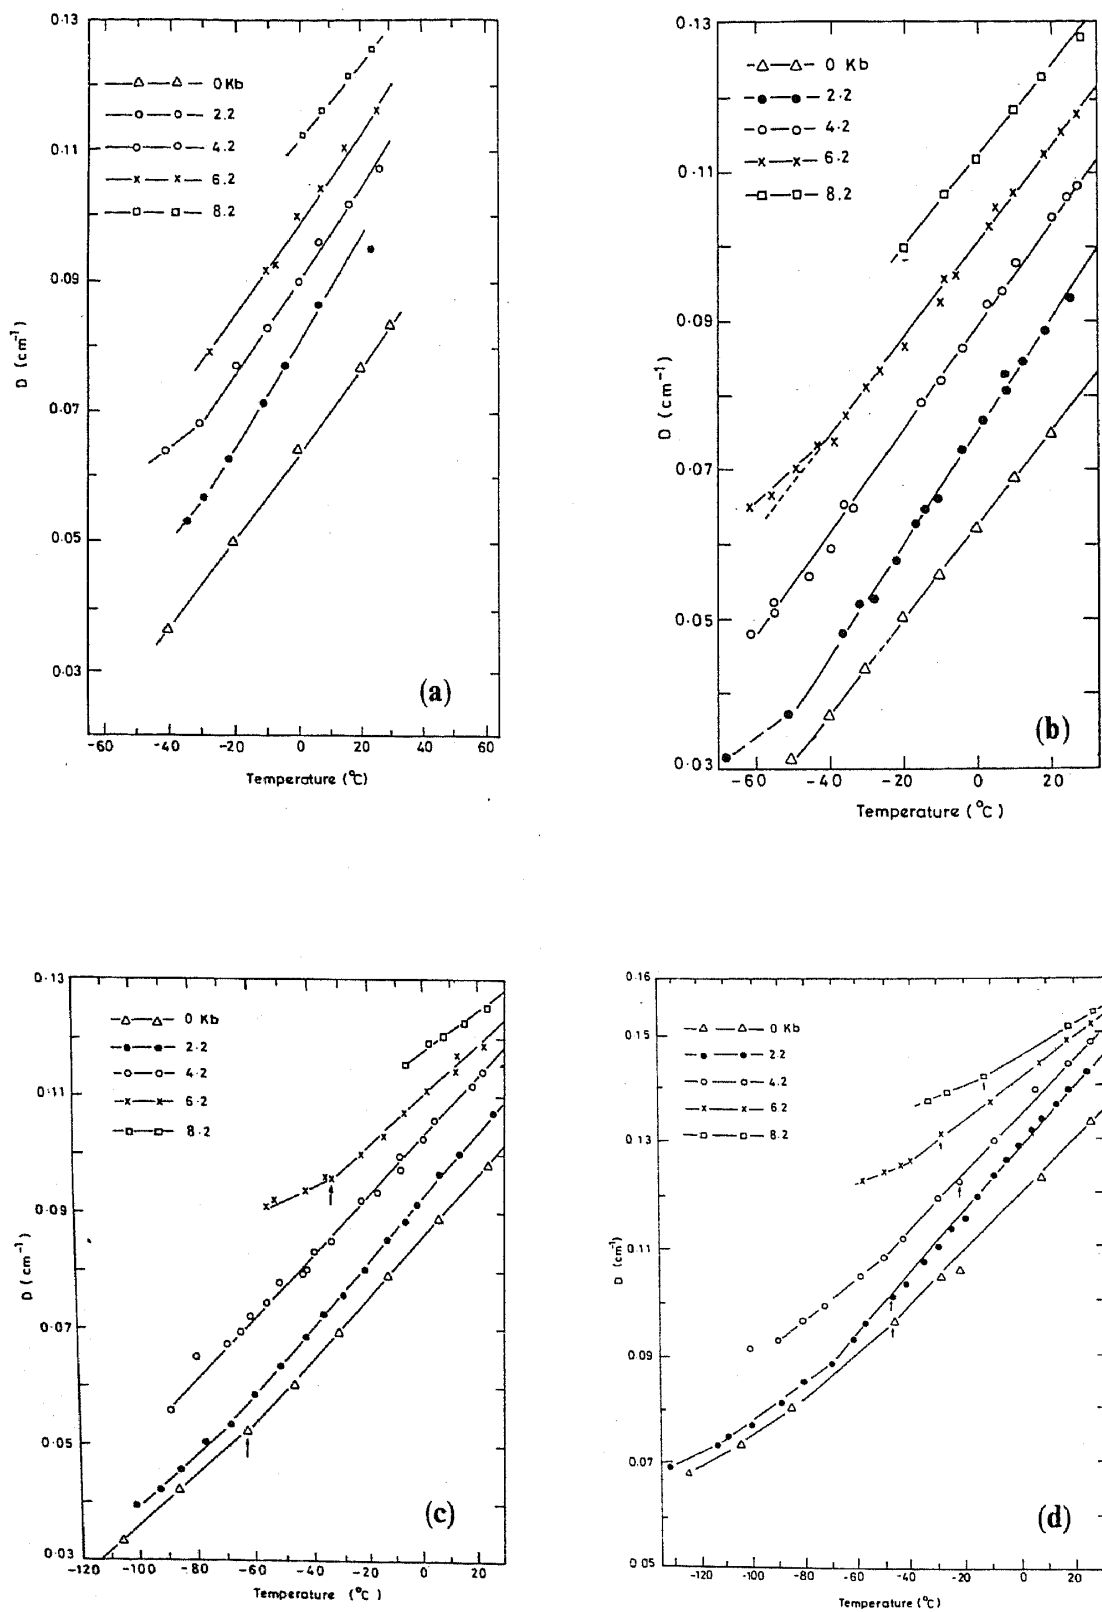 0.13
0.11
0.09
0.07
0.05
0.03
D (cm⁻¹)
0 Kb
2.2
4.2
6.2
8.2
(a)
-60 -40 -20 0 20 40 60
Temperature (°C)
0.13
0.11
0.09
0.07
0.05
0.03
D (cm⁻¹)
0 Kb
2.2
4.2
6.2
8.2
(b)
-60 -40 -20 0 20
Temperature (°C)
0.13
0.11
0.09
0.07
0.05
0.03
D (cm⁻¹)
0 Kb
2.2
4.2
6.2
8.2
(c)
-120 -100 -80 -60 -40 -20 0 20
Temperature (°C)
0.16
0.15
0.13
0.11
0.09
0.07
0.05
D (cm⁻¹)
0 Kb
2.2
4.2
6.2
8.2
(d)
-120 -100 -80 -60 -40 -20 0 20
Temperature (°C)